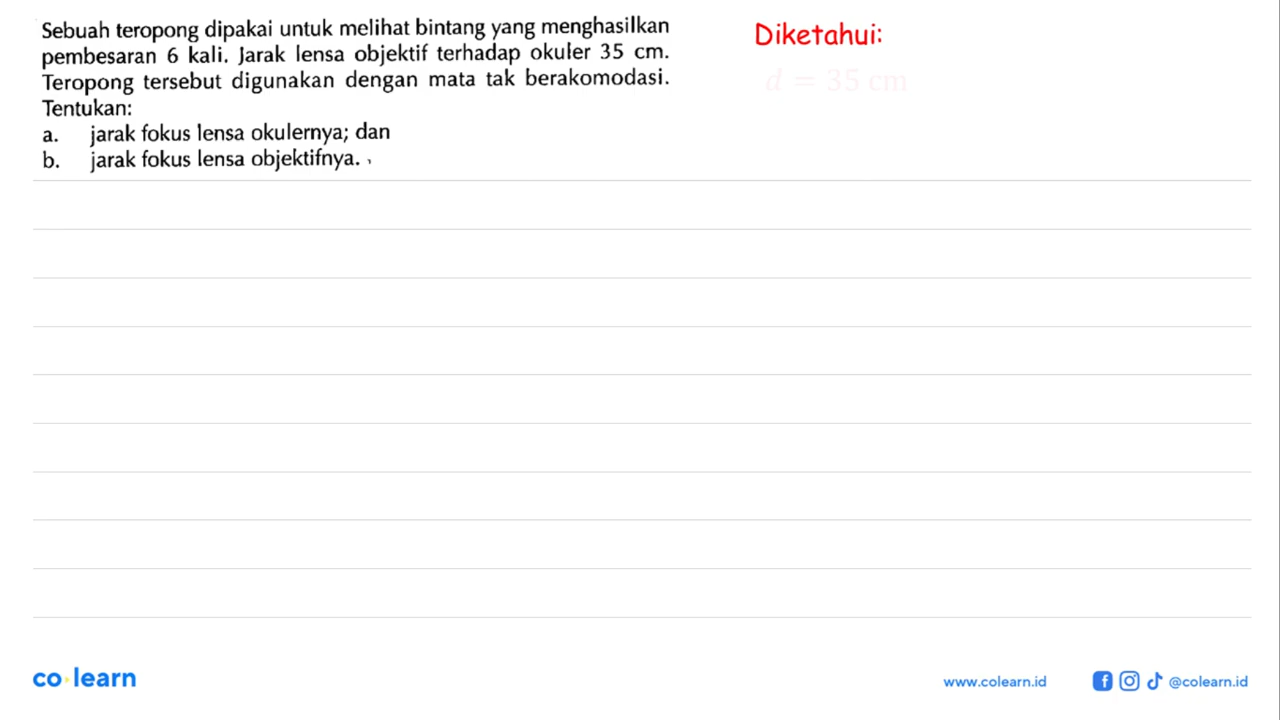 Sebuah teropong dipakai untuk melihat bintang yang menghasilkan
pembesaran 6 kali. Jarak lensa objektif terhadap okuler 35 cm.
Teropong tersebut digunakan dengan mata tak berakomodasi.
Tentukan:
a. jarak fokus lensa okulernya; dan
b. jarak fokus lensa objektifnya.
Diketahui:
d = 35 cm
co learn
www.colearn.id
@colearn.id